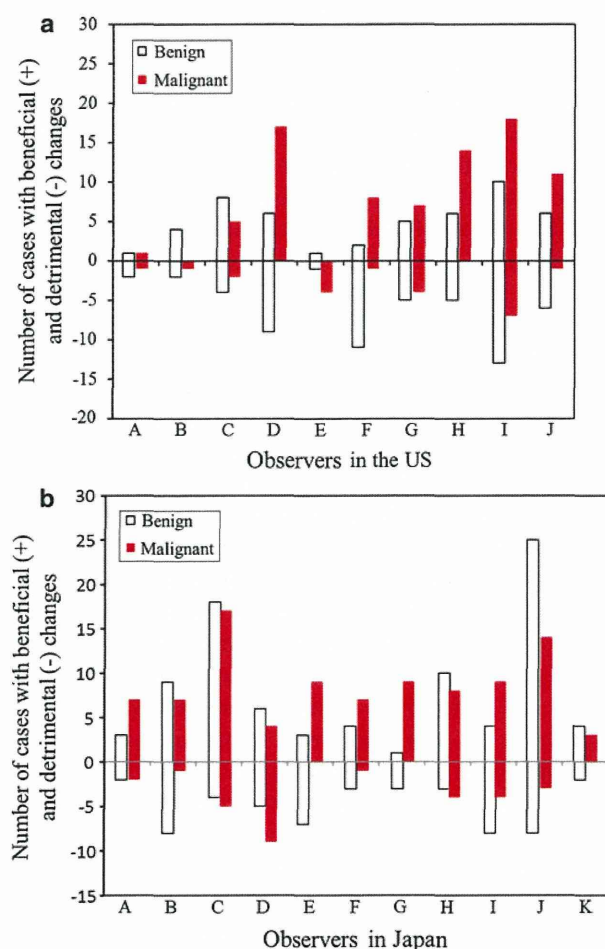 a
Number of cases with beneficial (+)
and detrimental (-) changes
30
25
20
15
10
5
0
-5
-10
-15
-20
Benign
Malignant
A B C D E F G H I J
Observers in the US
b
Number of cases with beneficial (+)
and detrimental (-) changes
30
25
20
15
10
5
0
-5
-10
-15
Benign
Malignant
A B C D E F G H I J K
Observers in Japan